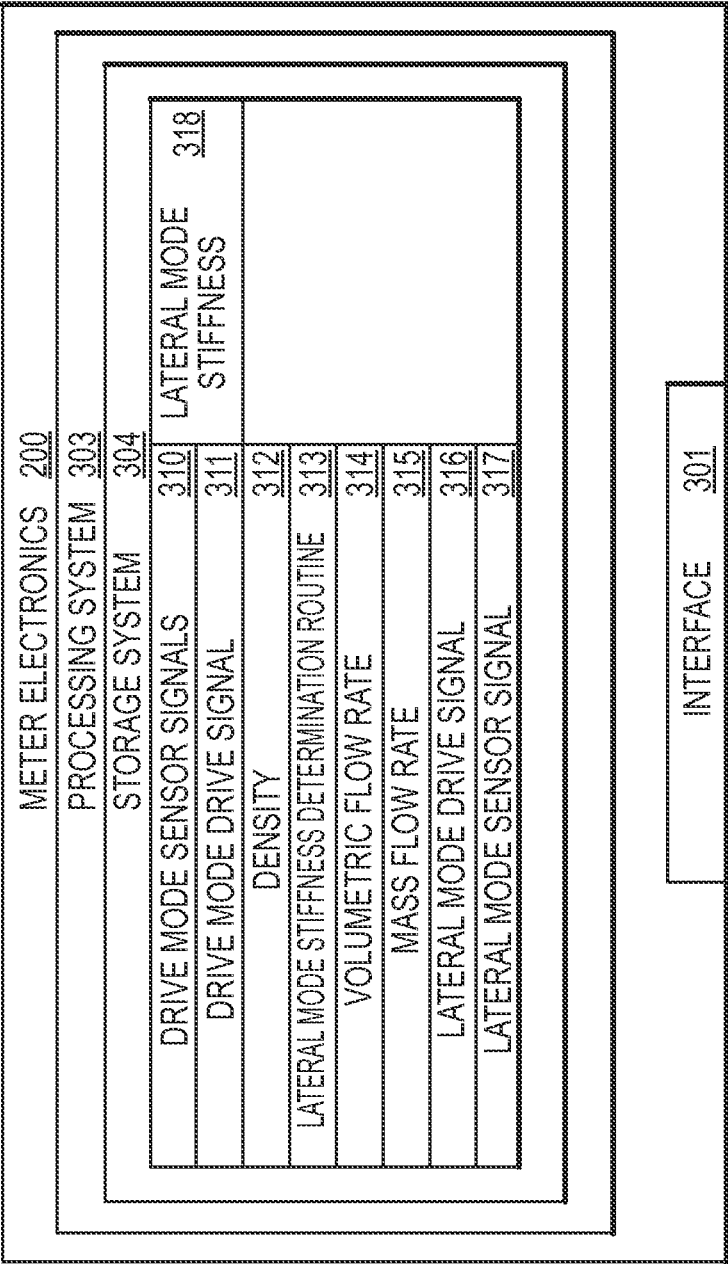 METER ELECTRONICS 200
PROCESSING SYSTEM 303
STORAGE SYSTEM 304
DRIVE MODE SENSOR SIGNALS 310
DRIVE MODE DRIVE SIGNAL 311
DENSITY 312
LATERAL MODE STIFFNESS DETERMINATION ROUTINE 313
VOLUMETRIC FLOW RATE 314
MASS FLOW RATE 315
LATERAL MODE DRIVE SIGNAL 316
LATERAL MODE SENSOR SIGNAL 317
LATERAL MODE 318
STIFFNESS
INTERFACE 301